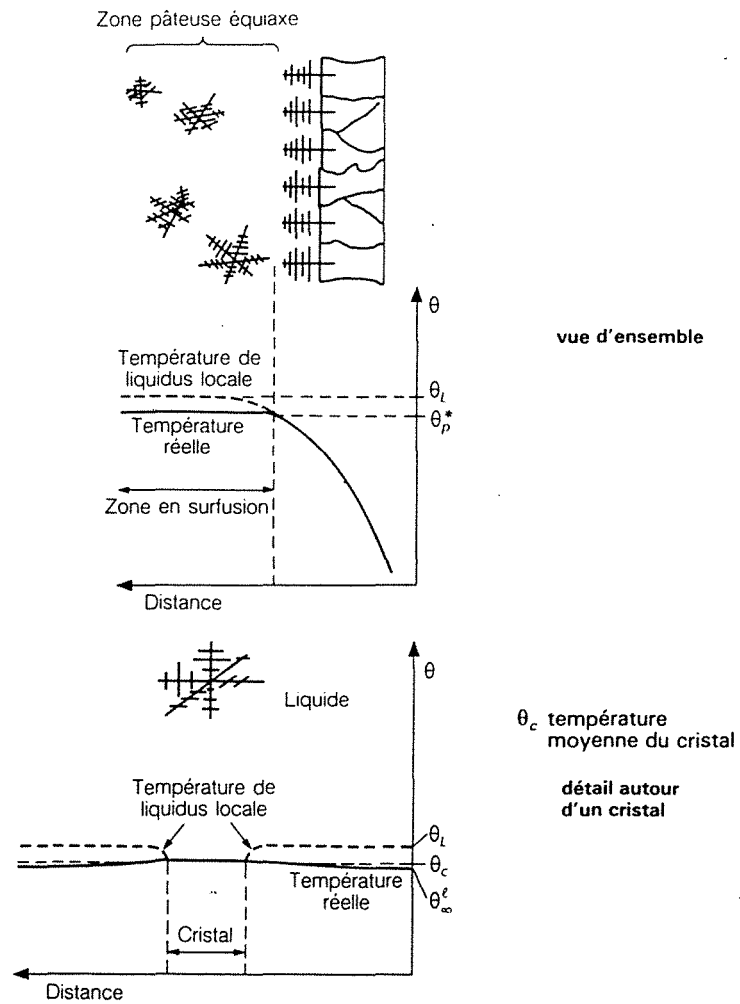 Zone pâteuse équiaxe
θ
vue d'ensemble
Température de
liquidus locale
θ_L
θ_p*
Température
réelle
Zone en surfusion
Distance
θ
Liquide
θ_c température
moyenne du cristal
détail autour
d'un cristal
Température de
liquidus locale
θ_L
θ_c
Température
réelle
θ_∞^ℓ
Cristal
Distance